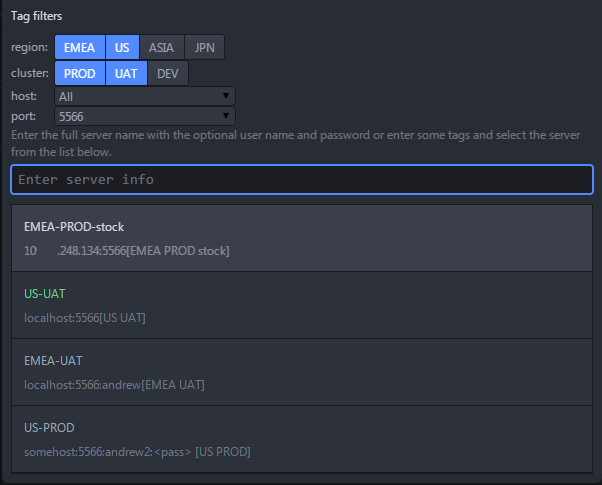 Tag filters
region: EMEA US ASIA JPN
cluster: PROD UAT DEV
host: All
port: 5566
Enter the full server name with the optional user name and password or enter some tags and select the server
from the list below.
Enter server info
EMEA-PROD-stock
10 .248.134:5566[EMEA PROD stock]
US-UAT
localhost:5566[US UAT]
EMEA-UAT
localhost:5566:andrew[EMEA UAT]
US-PROD
somehost:5566:andrew2:<pass> [US PROD]